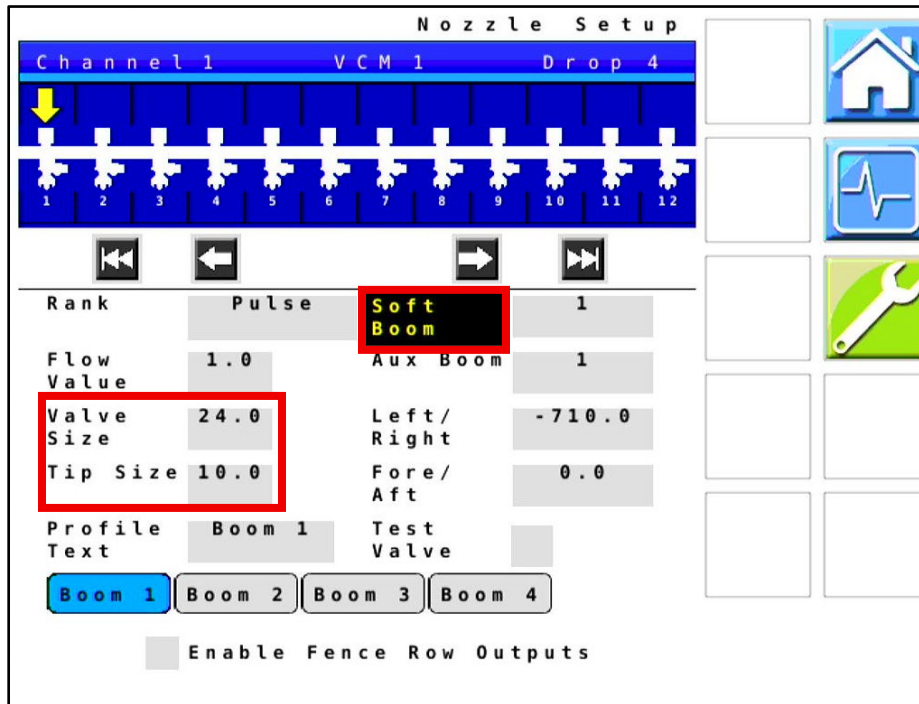 Nozzle Setup
Channel 1 VCM 1 Drop 4
1 2 3 4 5 6 7 8 9 10 11 12
Rank Pulse Soft Boom 1
Flow Value 1.0 Aux Boom 1
Valve Size 24.0 Left/ Right -710.0
Tip Size 10.0 Fore/ Aft 0.0
Profile Text Boom 1 Test Valve
Boom 1 Boom 2 Boom 3 Boom 4
Enable Fence Row Outputs